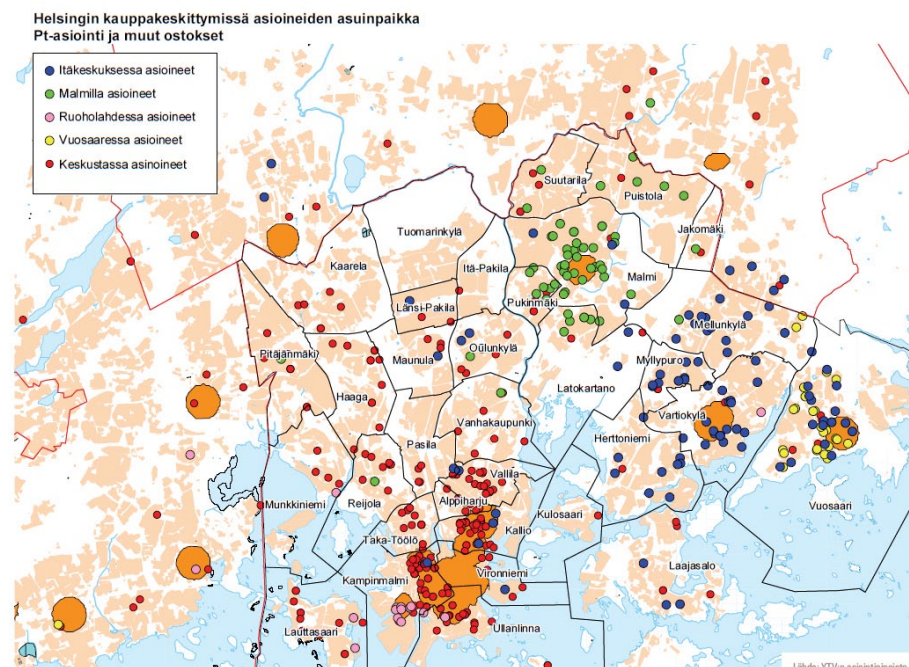 Helsingin kauppakeskittymissä asioineiden asuinpaikka
Pt-asiointi ja muut ostokset
Itäkeskuksessa asioineet
Malmilla asioineet
Ruoholahdessa asioineet
Vuosaaressa asioineet
Keskustassa asinoineet
Suutarila
Puistola
Tuomarinkylä
Jakomäki
Kaarela
Itä-Pakila
Malmi
Länsi-Pakila
Pukinmäki
Mellunkylä
Pitäjänmäki
Maunula
Oulunkylä
Myllypuro
Latokartano
Haaga
Vartiokylä
Vanhakaupunki
Herttoniemi
Pasila
Vallila
Munkkiniemi
Reijola
Alppiharju
Vuosaari
Kulosaari
Kallio
Taka-Töölö
Laajasalo
Kampinmalmi
Vironniemi
Ullanlinna
Lauttasaari